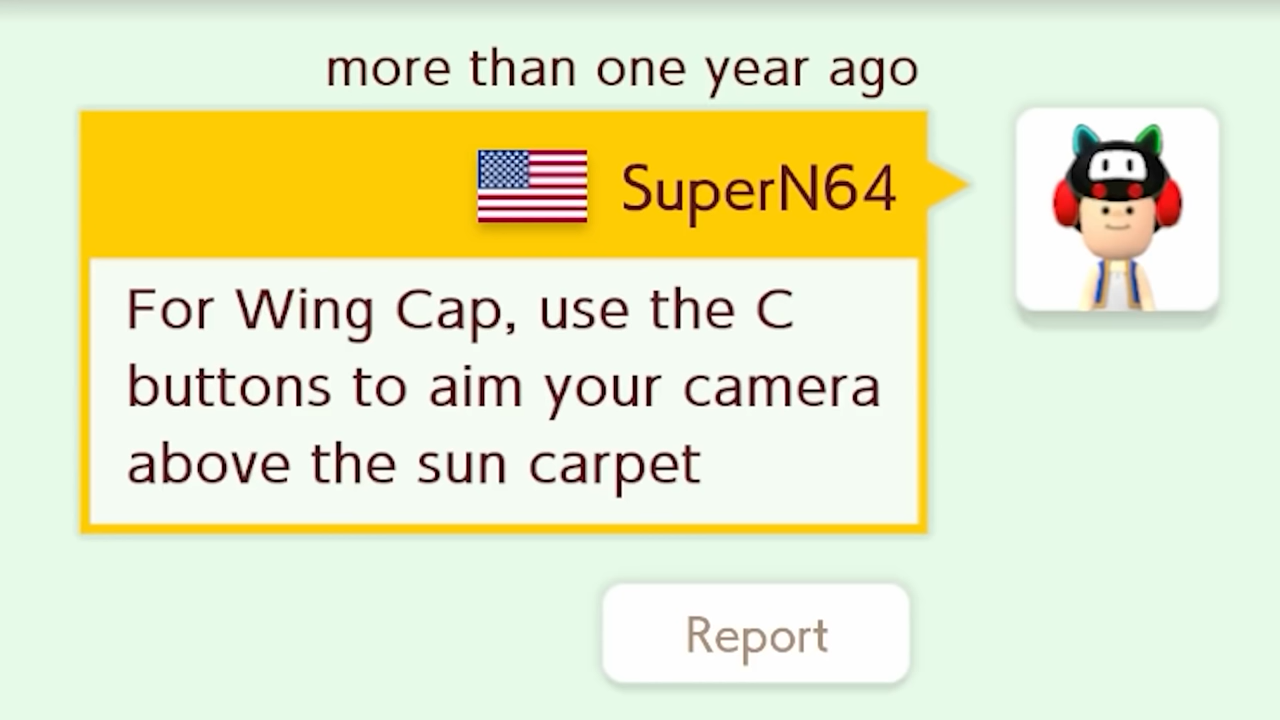 more than one year ago
SuperN64
For Wing Cap, use the C
buttons to aim your camera
above the sun carpet
Report